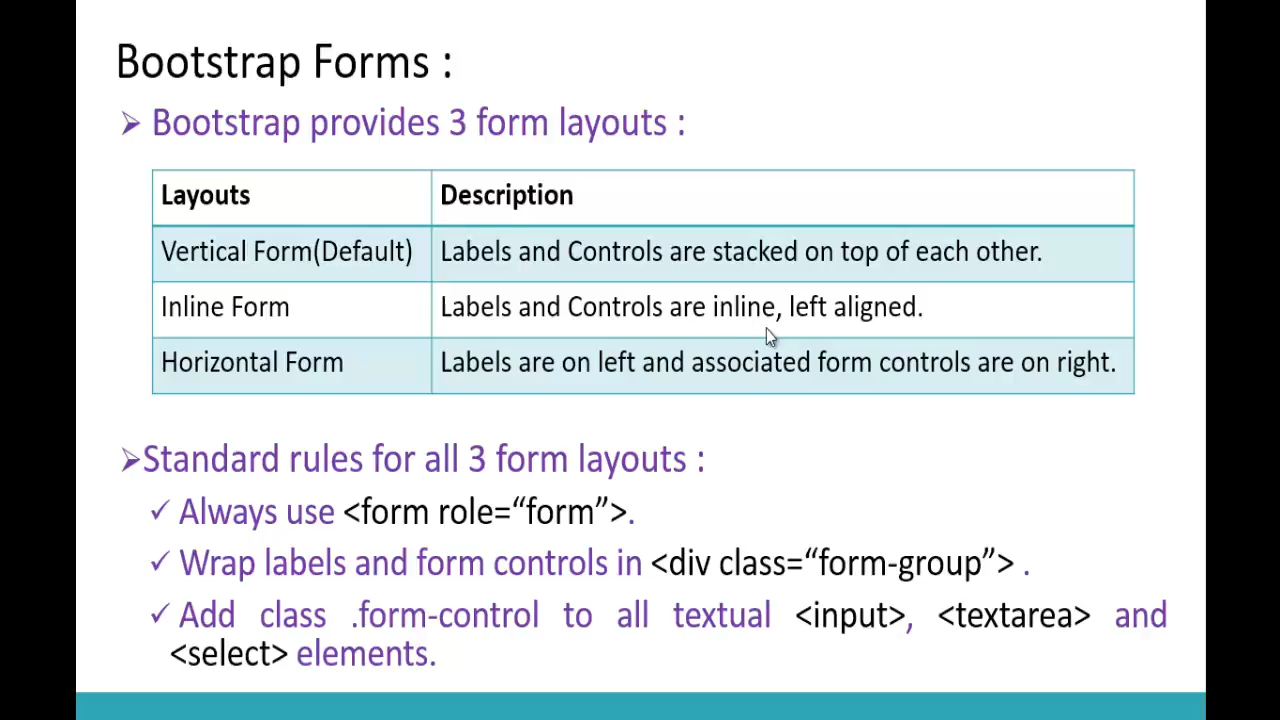 Bootstrap Forms :
➢ Bootstrap provides 3 form layouts :
Layouts Description
Vertical Form(Default) Labels and Controls are stacked on top of each other.
Inline Form Labels and Controls are inline, left aligned.
Horizontal Form Labels are on left and associated form controls are on right.
➢Standard rules for all 3 form layouts :
✓ Always use <form role=“form”>.
✓ Wrap labels and form controls in <div class=“form-group”> .
✓ Add class .form-control to all textual <input>, <textarea> and
<select> elements.